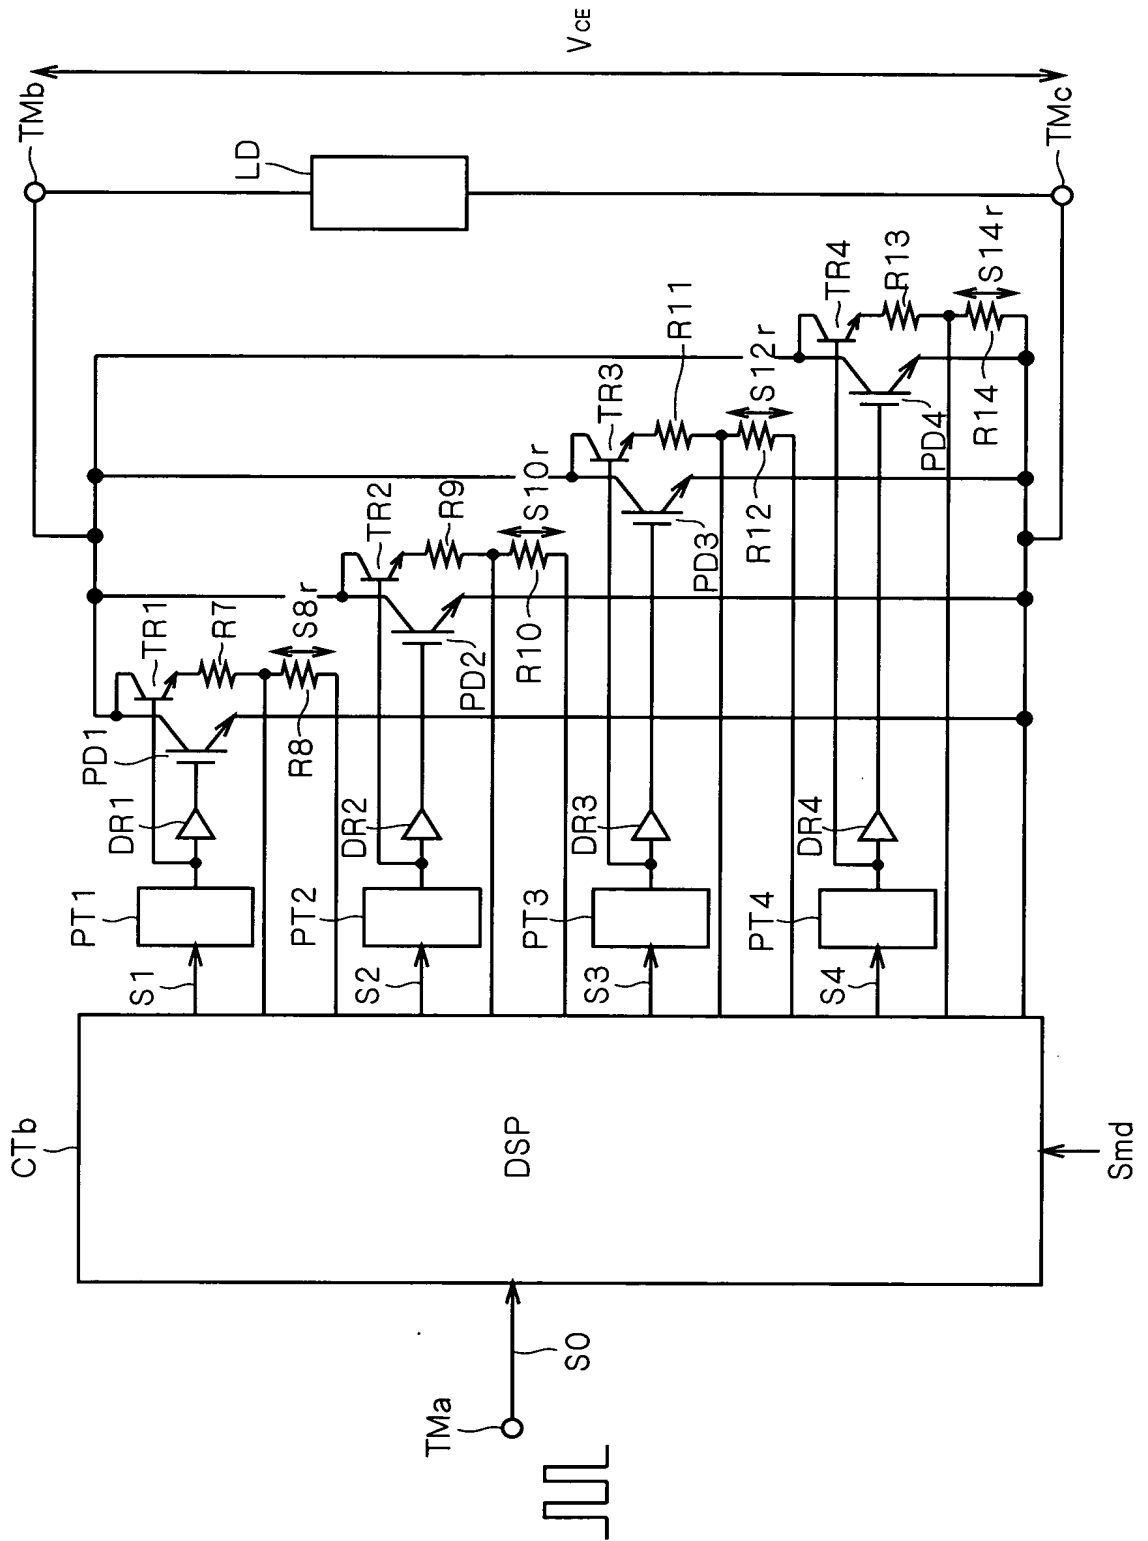 TMa
S0
CTb
DSP
Smd
S1
PT1
DR1
PD1
TR1
R7
R8
S8r
S2
PT2
DR2
PD2
TR2
R9
R10
S10r
S3
PT3
DR3
PD3
TR3
R11
R12
S12r
S4
PT4
DR4
PD4
TR4
R13
R14
S14r
LD
TMb
TMc
VCE